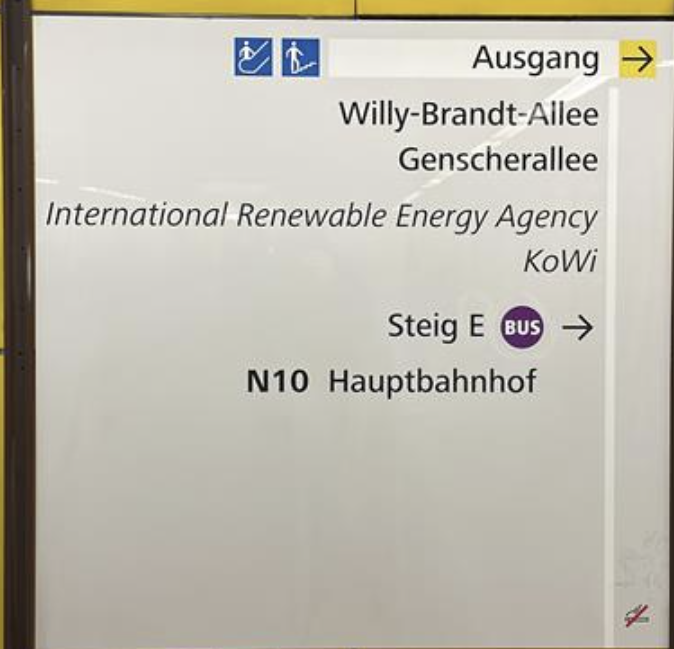 Ausgang →
Willy-Brandt-Allee
Genscherallee
International Renewable Energy Agency
KoWi
Steig E BUS →
N10 Hauptbahnhof